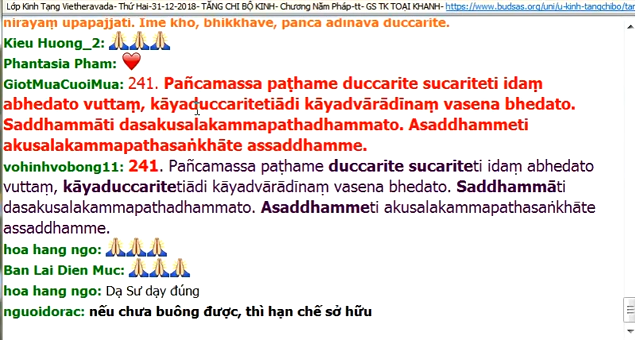 Lớp Kinh Tạng Vietheravada- Thứ Hai-31-12-2018- TĂNG CHI BỘ KINH- Chương Năm Pháp-tt- GS TK TOẠI KHANH- https://www.budsas.org/uni/u-kinh-tangchibo/tan
nirayaṃ upapajjati. Ime kho, bhikkhave, pañca ādīnavā duccarite.
Kieu Huong_2: 🙏🙏🙏
Phantasia Pham: ❤️
GiotMuaCuoiMua: 241. Pañcamassa paṭhame duccarite sucariteti idaṃ
abhedato vuttaṃ, kāyaduccaritetiādi kāyadvārādīnaṃ vasena bhedato.
Saddhammāti dasakusalakammapathadhammato. Asaddhammeti
akusalakammapathasaṅkhāte assaddhamme.
vohinhvobong11: 241. Pañcamassa paṭhame duccarite sucariteti idaṃ abhedato
vuttaṃ, kāyaduccaritetiādi kāyadvārādīnaṃ vasena bhedato. Saddhammāti
dasakusalakammapathadhammato. Asaddhammeti akusalakammapathasaṅkhāte
assaddhamme.
hoa hang ngo: 🙏🙏🙏
Ban Lai Dien Muc: 🙏🙏🙏
hoa hang ngo: Dạ Sư dạy đúng
nguoidorac: nếu chưa buông được, thì hạn chế sở hữu